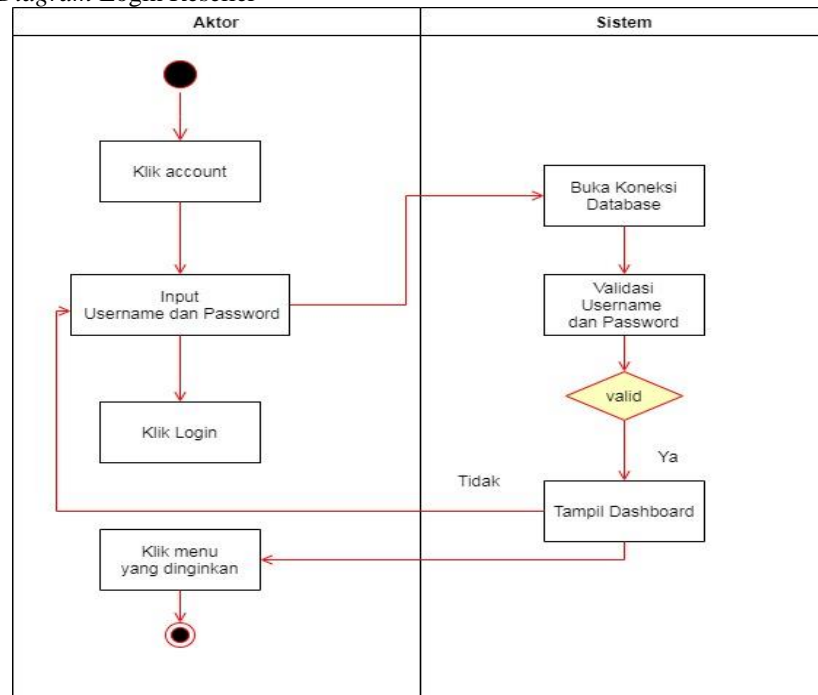 Diagram Login Reseller
Aktor
Sistem
Klik account
Input
Username dan Password
Klik Login
Klik menu
yang dinginkan
Buka Koneksi
Database
Validasi
Username
dan Password
valid
Ya
Tidak
Tampil Dashboard